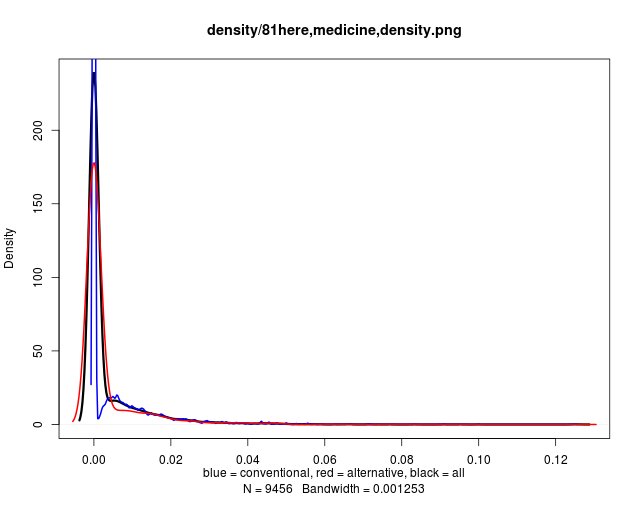 density/81here,medicine,density.png
Density
200
150
100
50
0
0.00 0.02 0.04 0.06 0.08 0.10 0.12
blue = conventional, red = alternative, black = all
N = 9456 Bandwidth = 0.001253